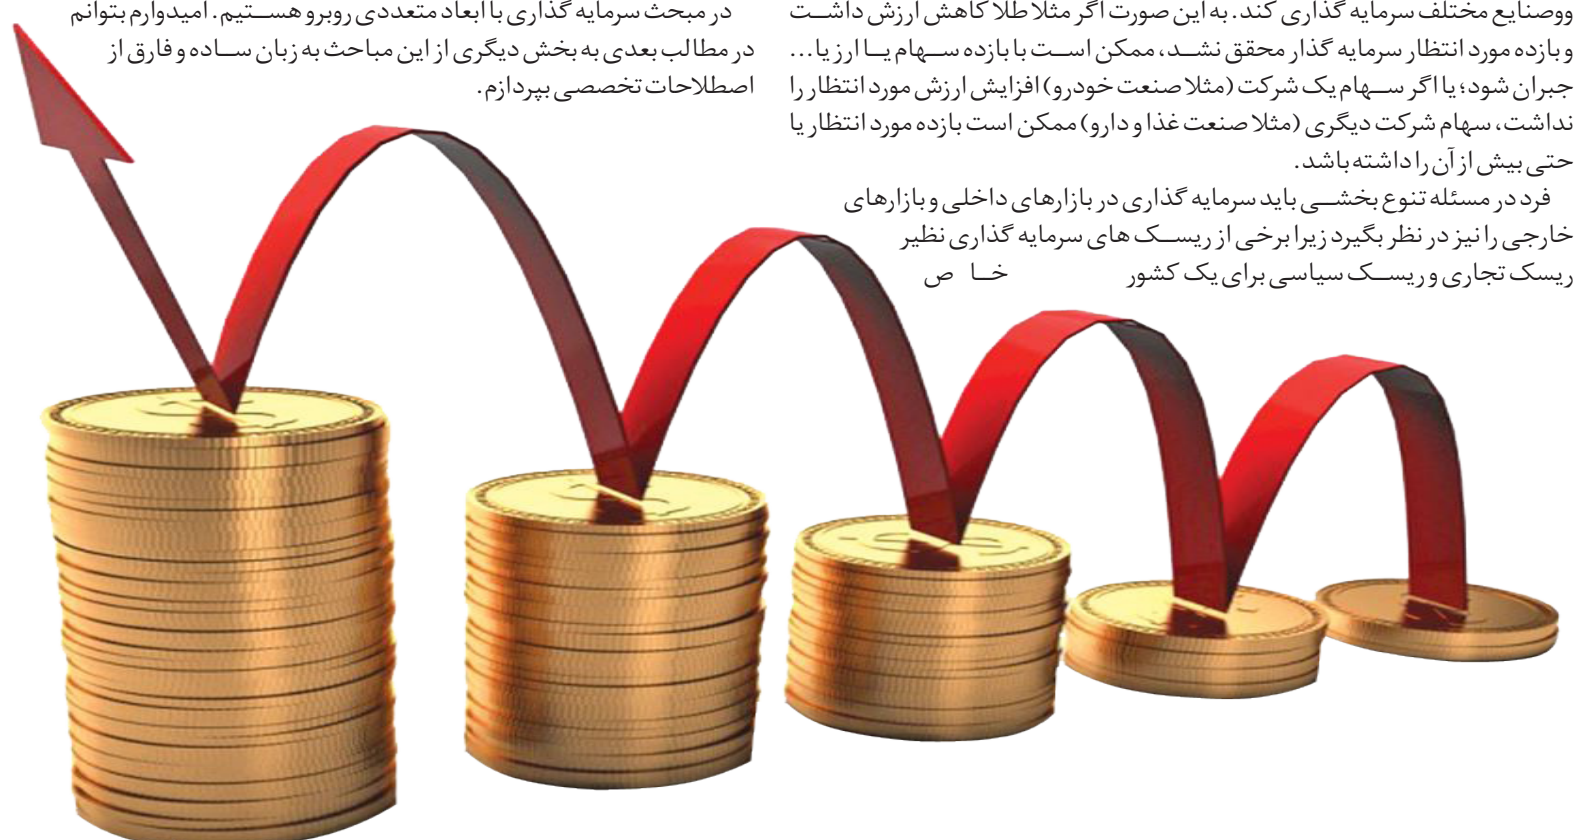 ووصنایع مختلف سرمایه گذاری کند. به این صورت اگر مثلا طلا کاهش ارزش داشت
و بازده مورد انتظار سرمایه گذار محقق نشد، ممکن است با بازده سهام یا ارز یا...
جبران شود؛ یا اگر سهام یک شرکت (مثلا صنعت خودرو) افزایش ارزش مورد انتظار را
نداشت، سهام شرکت دیگری (مثلا صنعت غذا و دارو) ممکن است بازده مورد انتظار یا
حتی بیش از آن را داشته باشد.
فرد در مسئله تنوع بخشی باید سرمایه گذاری در بازارهای داخلی و بازارهای
خارجی را نیز در نظر بگیرد زیرا برخی از ریسک های سرمایه گذاری نظیر
ریسک تجاری و ریسک سیاسی برای یک کشور خا ص
در مبحث سرمایه گذاری با ابعاد متعددی روبرو هستیم. امیدوارم بتوانم
در مطالب بعدی به بخش دیگری از این مباحث به زبان ساده و فارق از
اصطلاحات تخصصی بپردازم.